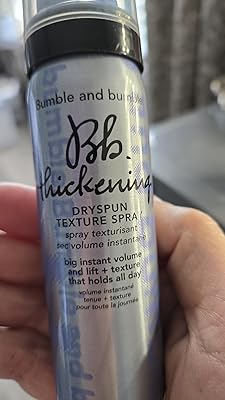 Bumble and bumble
Bb.
thickening
DRYSPUN
TEXTURE SPRAY
spray texturisant
sec volume instantané
big instant volume
and lift + texture
that holds all day
volume instantané
tenue + texture
pour toute la journée